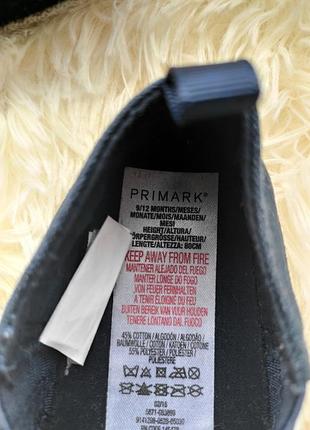 PRIMARK®
9/12 MONTHS/MESES/
MONATE/MOIS/MAANDEN/
MESI
HEIGHT/ALTURA/
KÖRPERGRÖSSE/HAUTEUR/
LENGTE/ALTEZZA 80CM
KEEP AWAY FROM FIRE
MANTENER ALEJADO DEL FUEGO
MANTER LONGE DO FOGO
VON FEUER FERNHALTEN
A TENIR ÉLOIGNÉ DU FEU
BUITEN BEREIK VAN VUUR HOUDEN
TENERE LONTANO DAL FUOCO
45% COTTON/ALGODÓN / ALGODÃO/
BAUMWOLLE / COTON / KATOEN / COTONE
55% POLYESTER/POLIÉSTER/
POLIESTERE